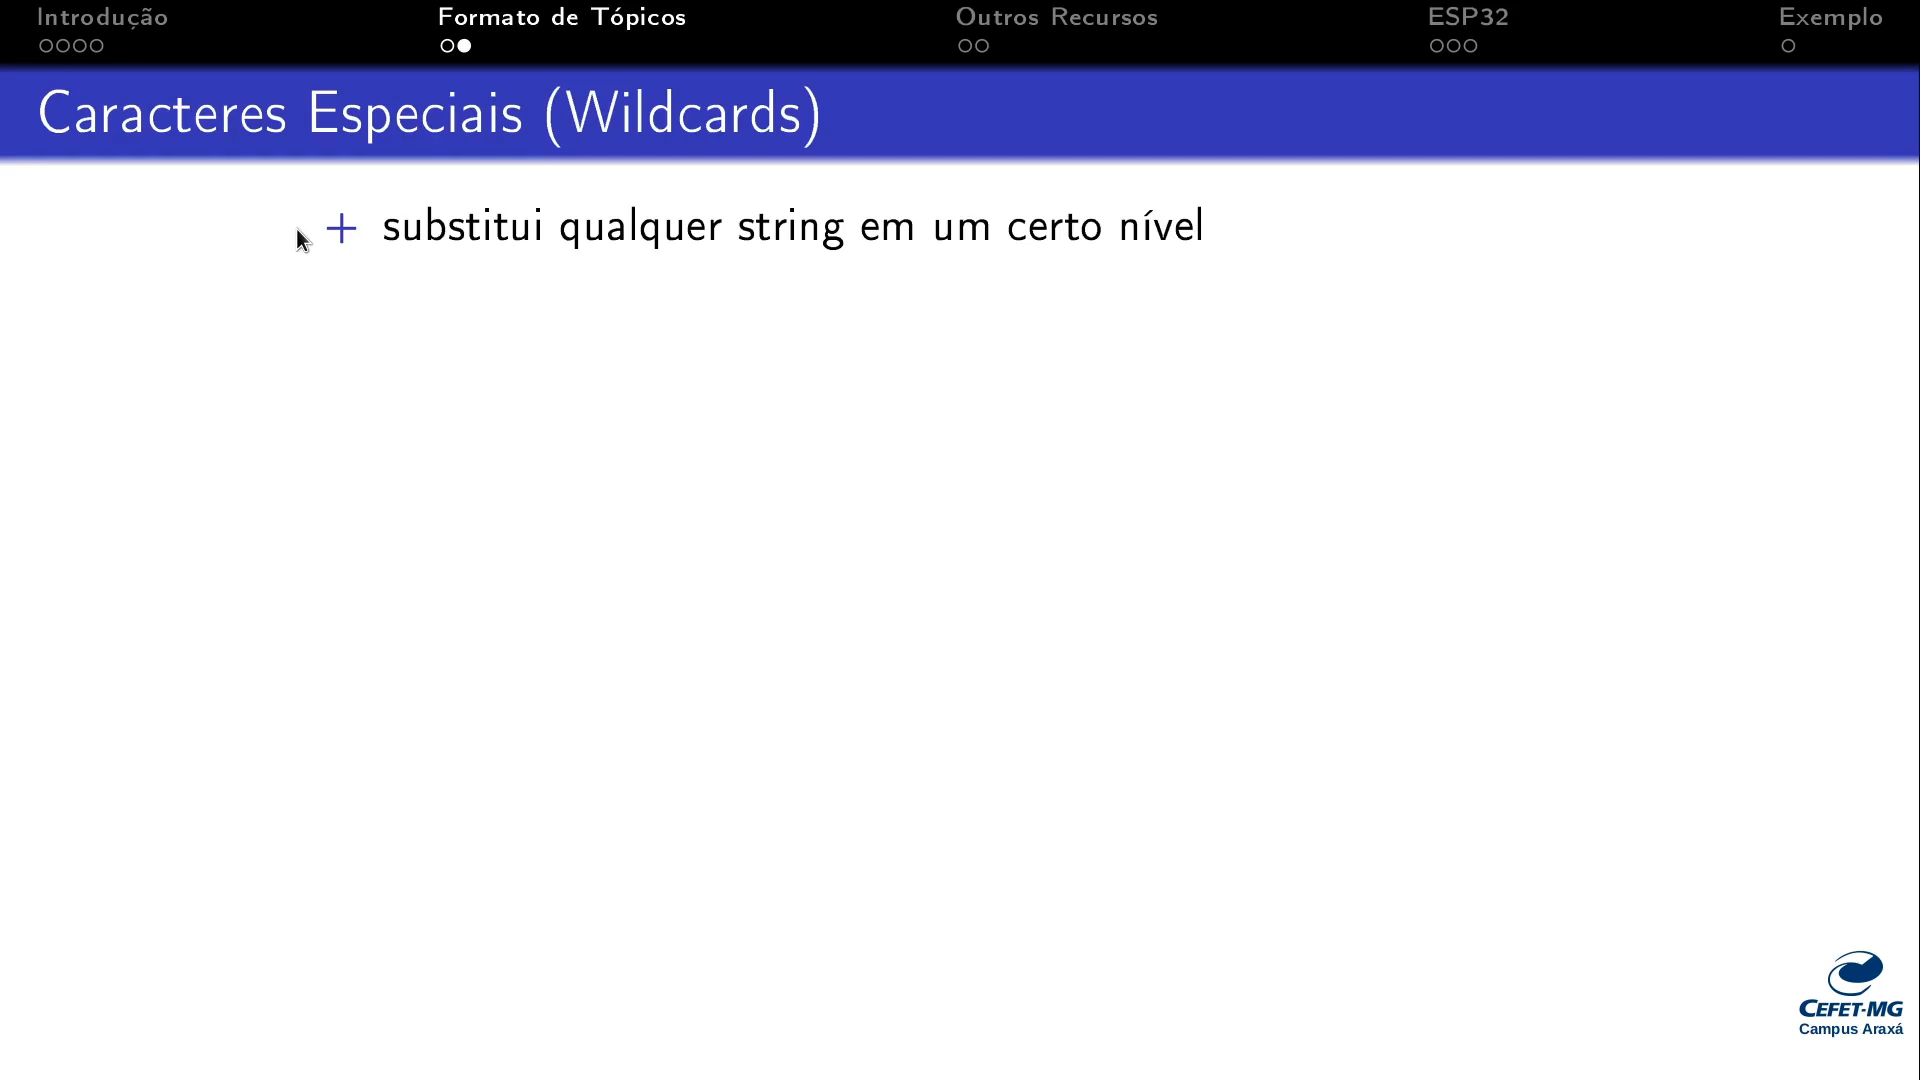 Introdução Formato de Tópicos Outros Recursos ESP32 Exemplo
Caracteres Especiais (Wildcards)
+ substitui qualquer string em um certo nível
CEFET-MG
Campus Araxá